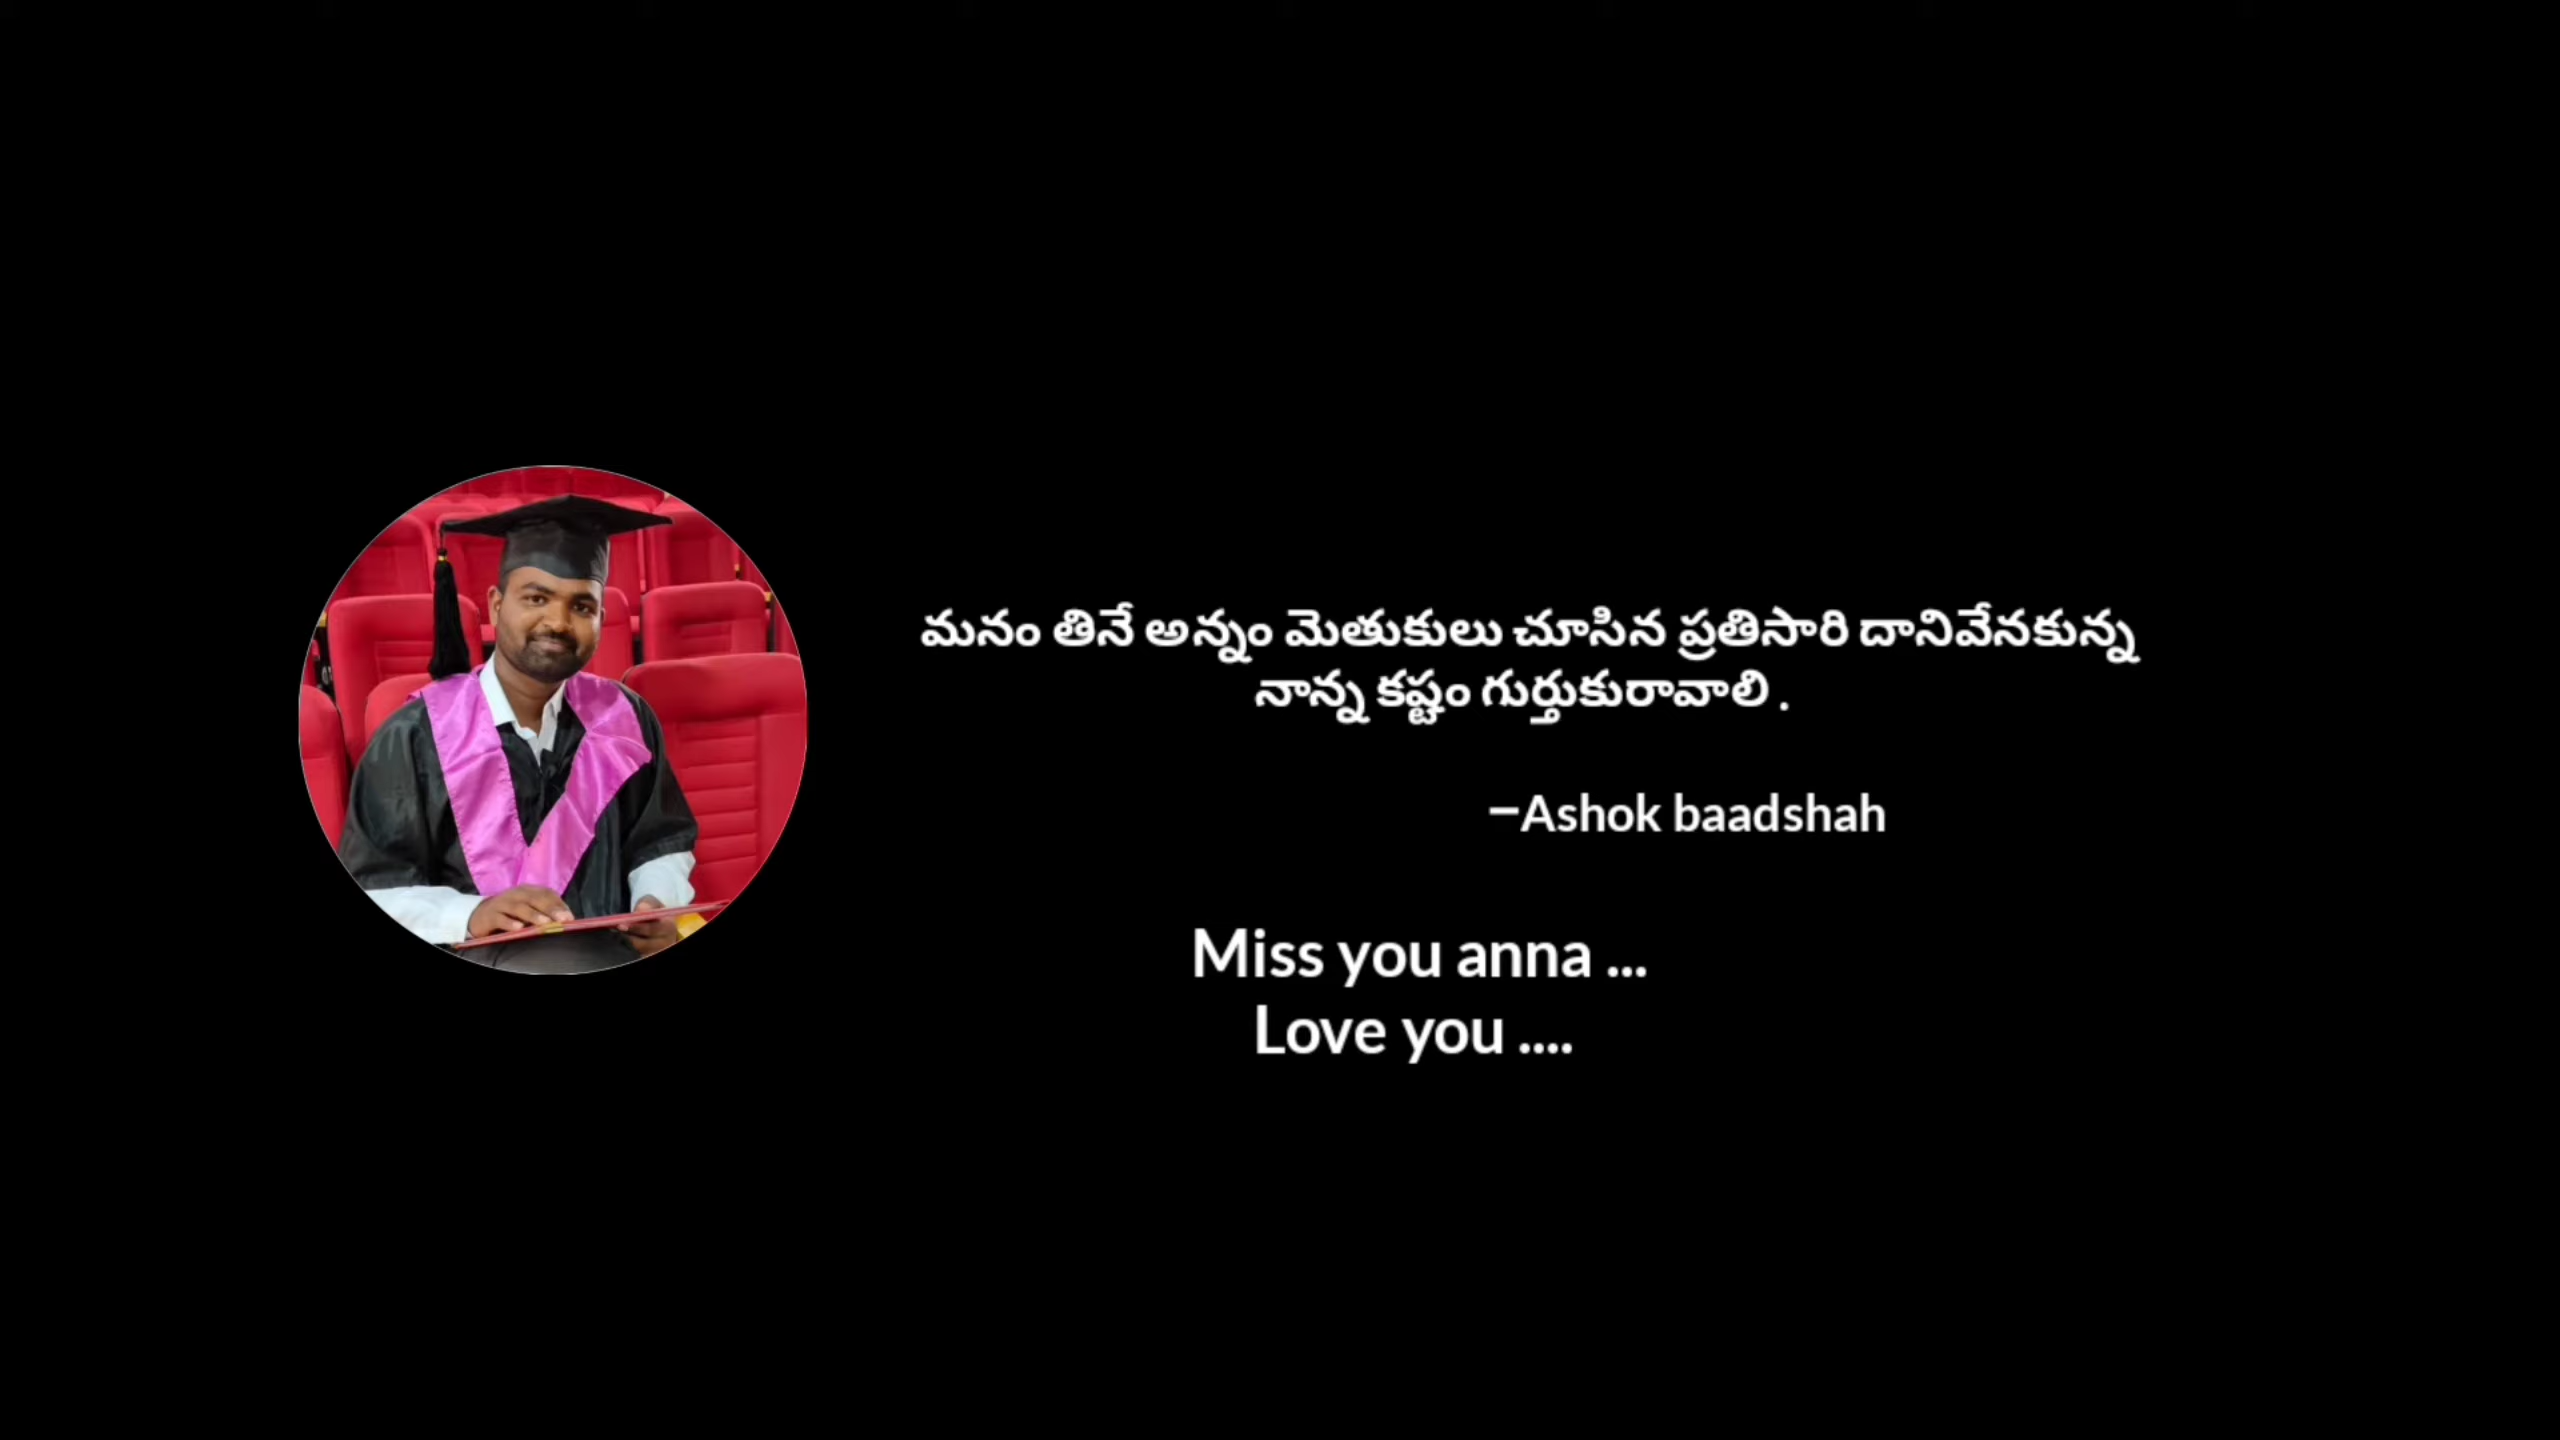 మనం తినే అన్నం మెతుకులు చూసిన ప్రతిసారి దానివేనకున్న
నాన్న కష్టం గుర్తుకురావాలి .
–Ashok baadshah
Miss you anna ...
Love you ....